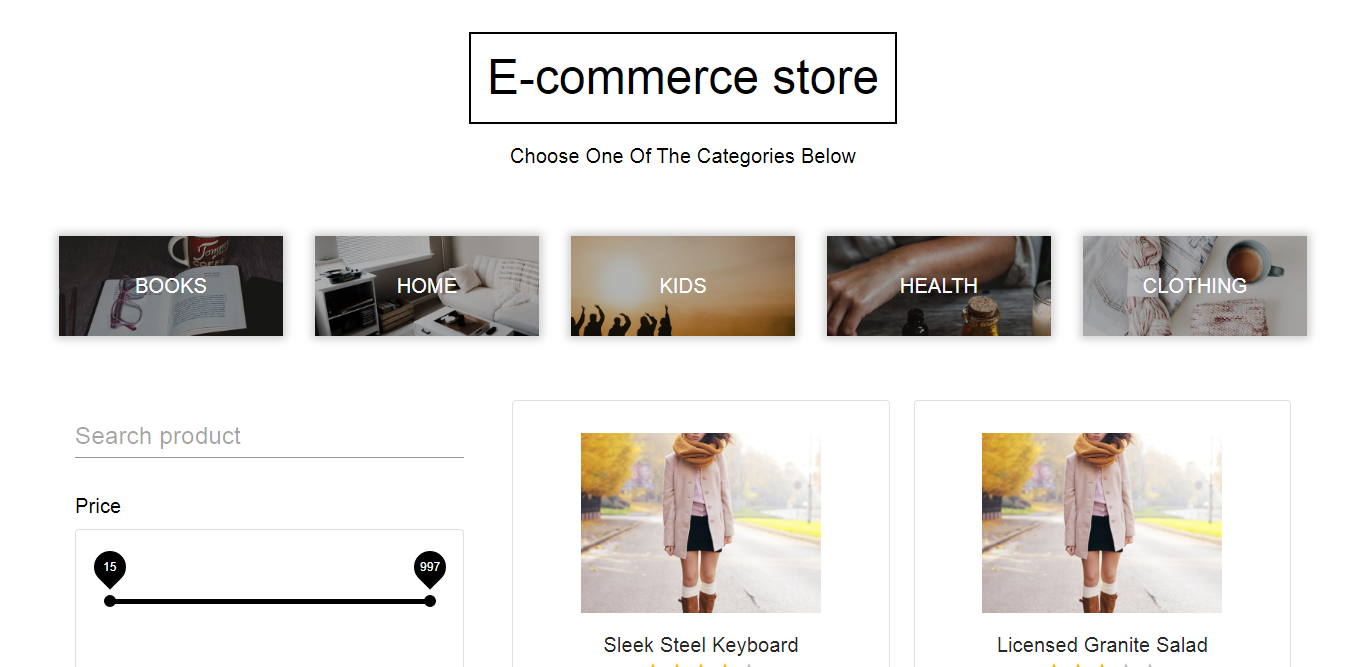 E-commerce store
Choose One Of The Categories Below
BOOKS
HOME
KIDS
HEALTH
CLOTHING
Search product
Price
15
997
Sleek Steel Keyboard
Licensed Granite Salad